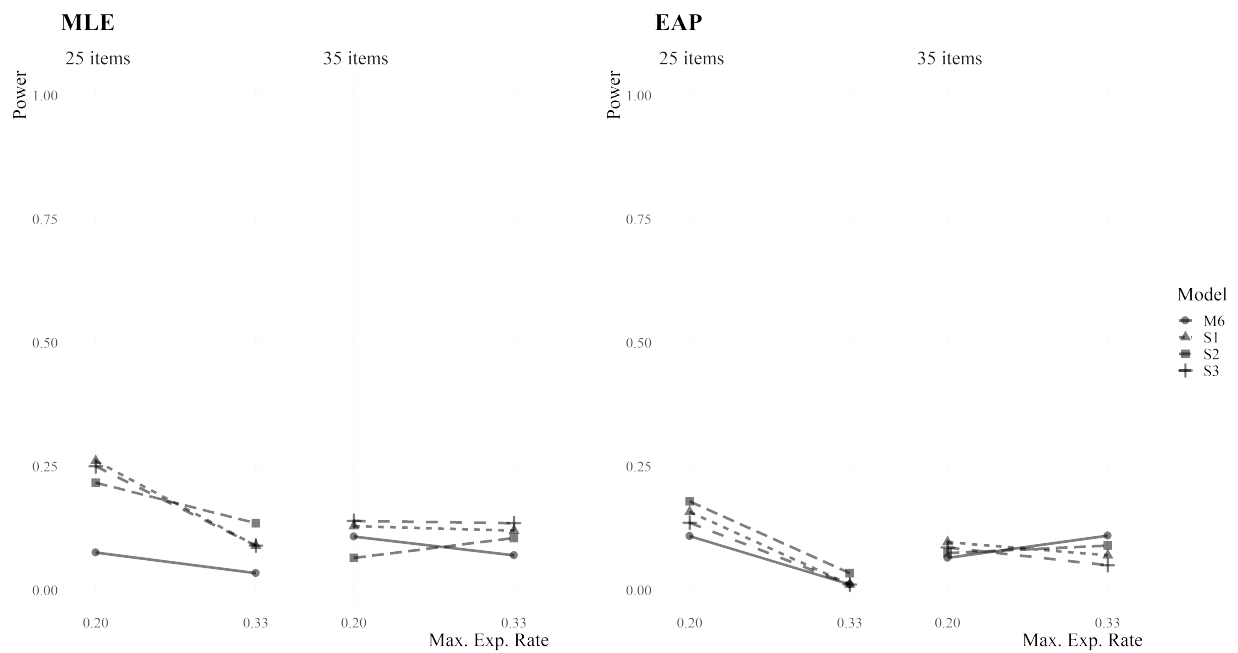 MLE
25 items
35 items
Power
1.00
0.75
0.50
0.25
0.00
0.20
0.33
0.20
0.33
Max. Exp. Rate
EAP
25 items
35 items
Power
1.00
0.75
0.50
0.25
0.00
0.20
0.33
0.20
0.33
Max. Exp. Rate
Model
M6
S1
S2
S3